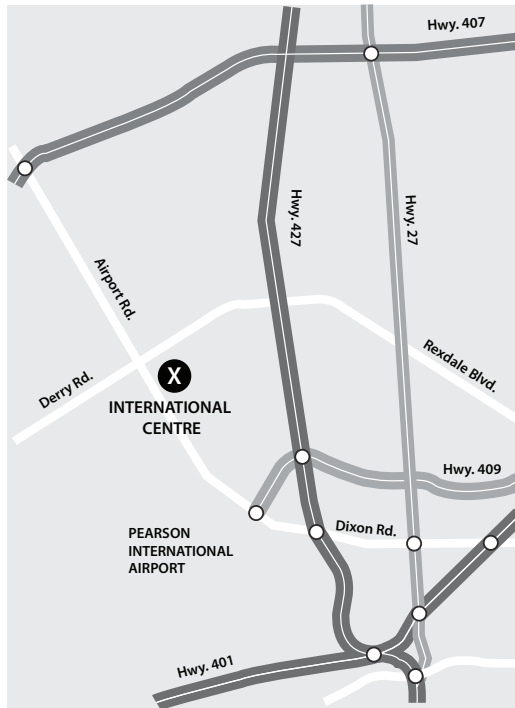 Hwy. 407
Hwy. 427
Hwy. 27
Airport Rd.
Rexdale Blvd.
Derry Rd.
X
INTERNATIONAL
CENTRE
Hwy. 409
Dixon Rd.
PEARSON
INTERNATIONAL
AIRPORT
Hwy. 401